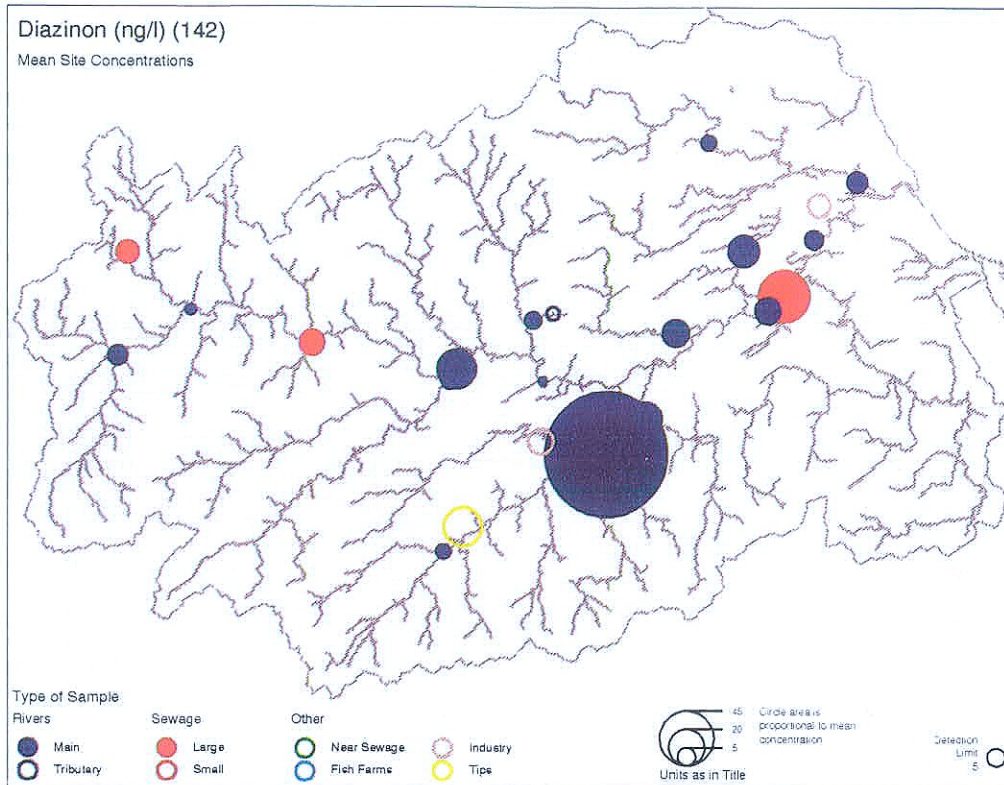 Diazinon (ng/l) (142)
Mean Site Concentrations
Type of Sample
Rivers Sewage Other
Main Large Near Sewage Industry
Tributary Small Fish Farms Tips
45
20
5
Circle area is
proportional to mean
concentration
Units as in Title
Detection
Limit
5